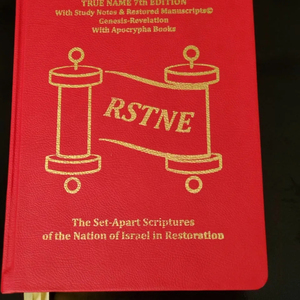 TRUE NAME 7th EDITION
With Study Notes & Restored Manuscripts©
Genesis-Revelation
With Apocrypha Books
RSTNE
The Set-Apart Scriptures
of the Nation of Israel in Restoration